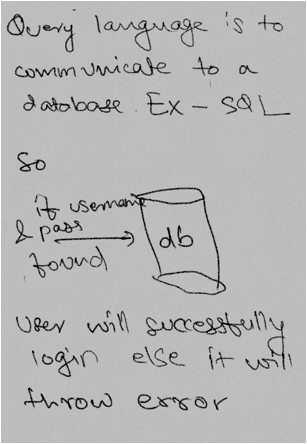 Query language is to
communicate to a
database. Ex - SQL
So
if username
& pass
found
db
User will successfully
login else it will
throw error